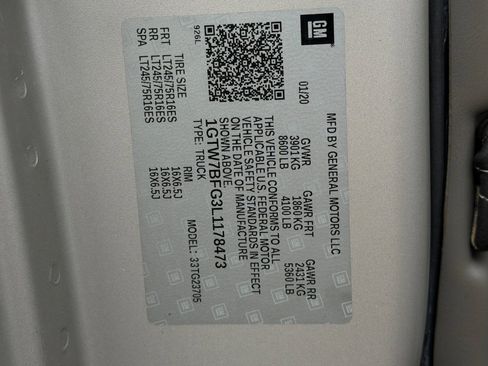 GM
MFD BY GENERAL MOTORS LLC
01/20
GVWR
3901 KG
8600 LB
GAWR FRT
1860 KG
4100 LB
GAWR RR
2431 KG
5360 LB
THIS VEHICLE CONFORMS TO ALL
APPLICABLE U.S. FEDERAL MOTOR
VEHICLE SAFETY STANDARDS IN EFFECT
ON THE DATE OF MANUFACTURE
SHOWN ABOVE.
1GTW7BFG3L1178473
TYPE: TRUCK
MODEL: 33TG23705
926L
TIRE SIZE
RIM
FRT LT245/75R16ES 16X6.5J
RR LT245/75R16ES 16X6.5J
SPA LT245/75R16ES